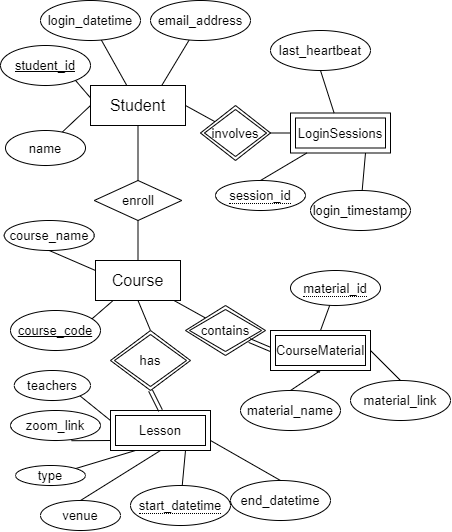 login_datetime
email_address
student_id
last_heartbeat
Student
LoginSessions
involves
name
session_id
enroll
login_timestamp
course_name
Course
material_id
course_code
contains
CourseMaterial
has
teachers
material_name
material_link
zoom_link
Lesson
type
venue
start_datetime
end_datetime